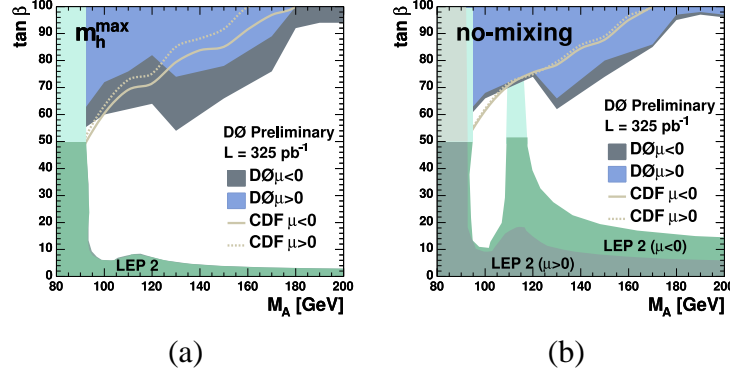 tan β
100
90
80
70
60
50
40
30
20
10
0
m_h^max
DØ Preliminary
L = 325 pb⁻¹
DØμ<0
DØμ>0
CDF μ<0
CDF μ>0
LEP 2
80 100 120 140 160 180 200
M_A [GeV]
(a)
tan β
100
90
80
70
60
50
40
30
20
10
0
no-mixing
DØ Preliminary
L = 325 pb⁻¹
DØμ<0
DØμ>0
CDF μ<0
CDF μ>0
LEP 2 (μ<0)
LEP 2 (μ>0)
80 100 120 140 160 180 200
M_A [GeV]
(b)